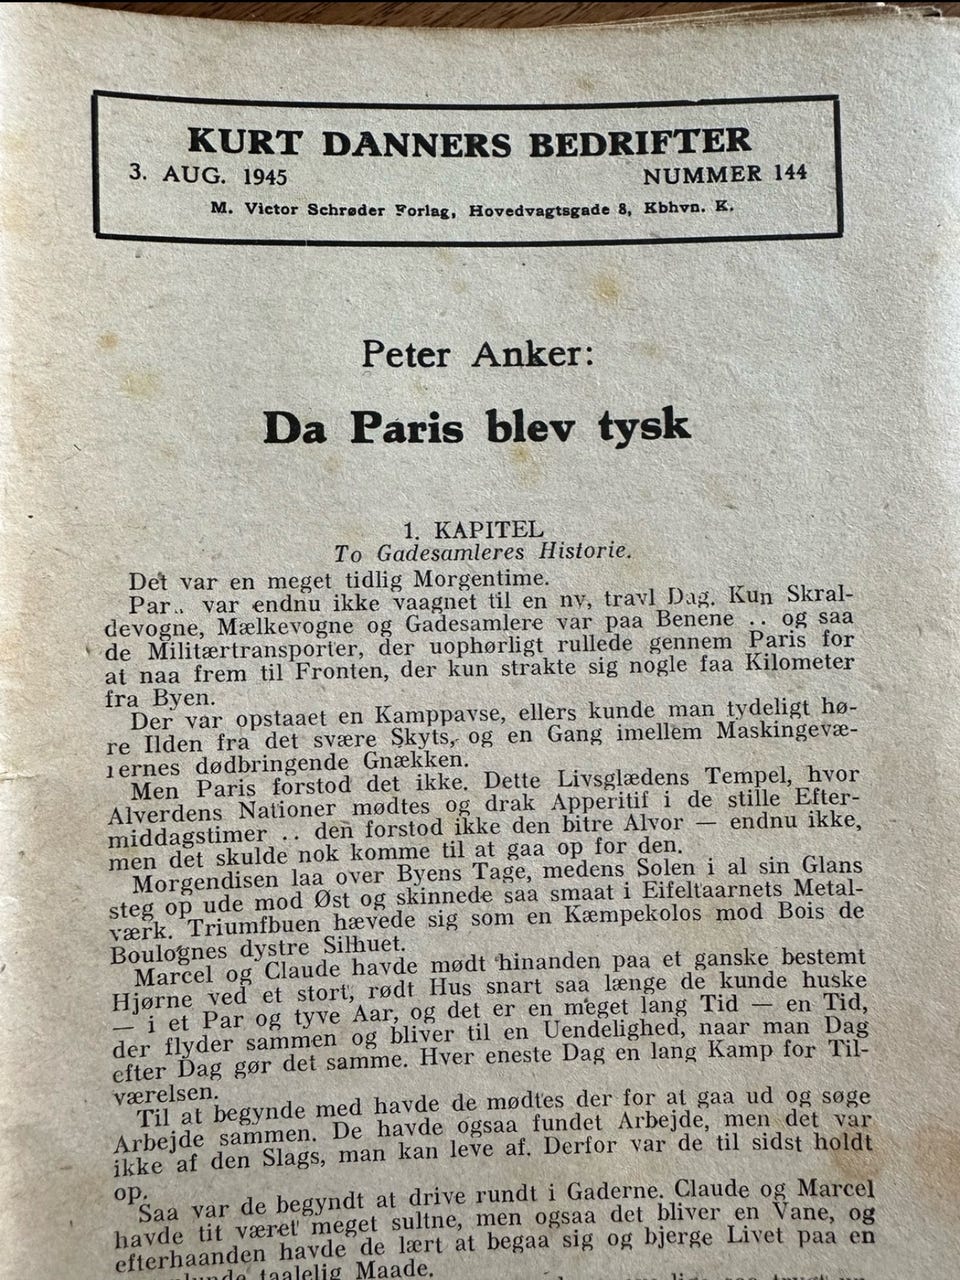 KURT DANNERS BEDRIFTER
3. AUG. 1945 NUMMER 144
M. Victor Schrøder Forlag, Hovedvagtsgade 8, Kbhvn. K.
Peter Anker:
Da Paris blev tysk
1. KAPITEL
To Gadesamleres Historie.
Det var en meget tidlig Morgentime.
Par.. var endnu ikke vaagnet til en ny, travl Dag. Kun Skral-
devogne, Mælkevogne og Gadesamlere var paa Benene .. og saa
de Militærtransporter, der uophørligt rullede gennem Paris for
at naa frem til Fronten, der kun strakte sig nogle faa Kilometer
fra Byen.
Der var opstaaet en Kamppavse, ellers kunde man tydeligt hø-
re Ilden fra det svære Skyts, og en Gang imellem Maskingevæ-
rernes dødbringende Gnækken.
Men Paris forstod det ikke. Dette Livsglædens Tempel, hvor
Alverdens Nationer mødtes og drak Apperitif i de stille Efter-
middagstimer .. den forstod ikke den bitre Alvor — endnu ikke,
men det skulde nok komme til at gaa op for den.
Morgendisen laa over Byens Tage, medens Solen i al sin Glans
steg op ude mod Øst og skinnede saa smaat i Eifeltaarnets Metal-
værk. Triumfbuen hævede sig som en Kæmpekolos mod Bois de
Boulognes dystre Silhuet.
Marcel og Claude havde mødt hinanden paa et ganske bestemt
Hjørne ved et stort, rødt Hus snart saa længe de kunde huske
— i et Par og tyve Aar, og det er en meget lang Tid — en Tid,
der flyder sammen og bliver til en Uendelighed, naar man Dag
efter Dag gør det samme. Hver eneste Dag en lang Kamp for Til-
værelsen.
Til at begynde med havde de mødtes der for at gaa ud og søge
Arbejde sammen. De havde ogsaa fundet Arbejde, men det var
ikke af den Slags, man kan leve af. Derfor var de til sidst holdt
op.
Saa var de begyndt at drive rundt i Gaderne. Claude og Marcel
havde tit været meget sultne, men ogsaa det bliver en Vane, og
efterhaanden havde de lært at begaa sig og bjerge Livet paa en
taalelig Maade.